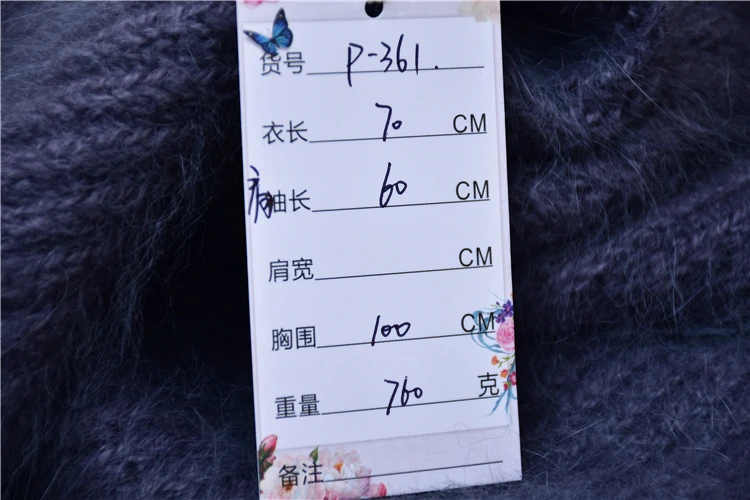 货号 P-361.
衣长 70 CM
肩袖长 60 CM
肩宽 CM
胸围 100 CM
重量 760 克
备注